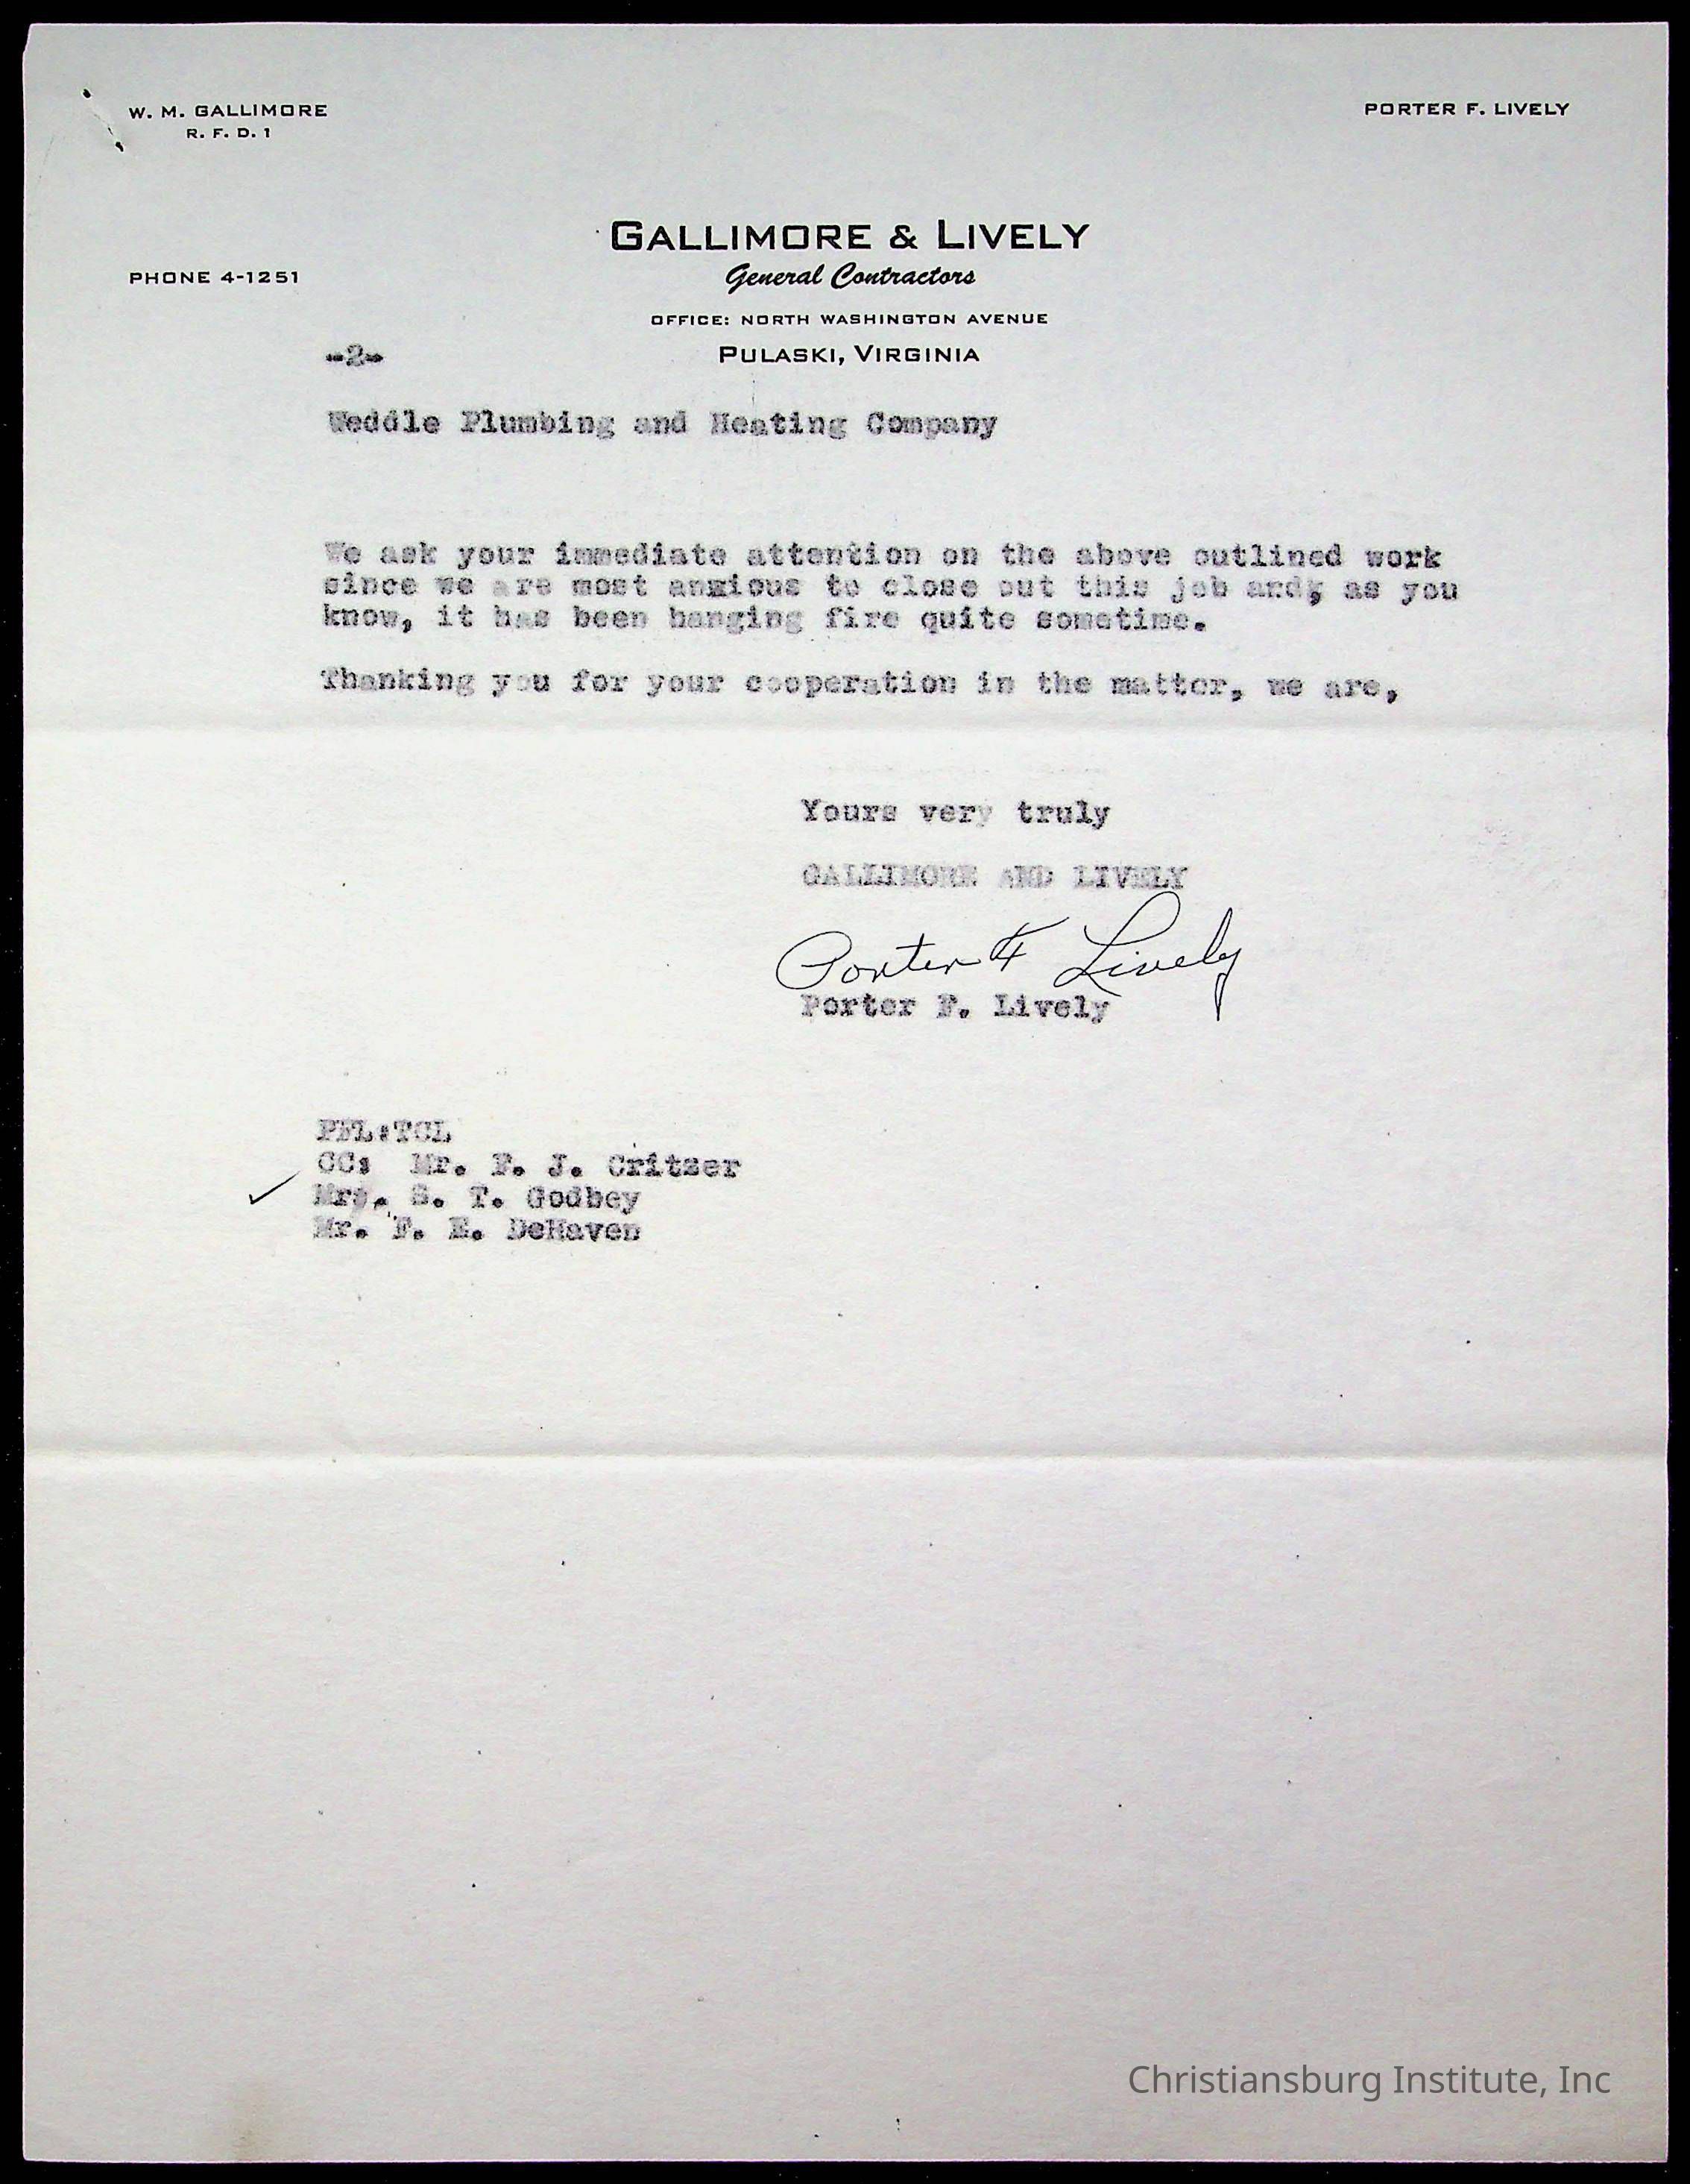 W. M. GALLIMORE
R. F. D. 1
PORTER F. LIVELY
GALLIMORE & LIVELY
General Contractors
PHONE 4-1251
OFFICE: NORTH WASHINGTON AVENUE
PULASKI, VIRGINIA
-2-
Weddle Plumbing and Heating Company
We ask your immediate attention on the above outlined work
since we are most anxious to close out this job and, as you
know, it has been hanging fire quite sometime.
Thanking you for your cooperation in the matter, we are,
Yours very truly
GALLIMORE AND LIVELY
Porter F Lively
Porter F. Lively
PFL:TCL
CC: Mr. P. J. Critzer
Mr. S. T. Godbey
Mr. F. E. DeHaven
Christiansburg Institute, Inc